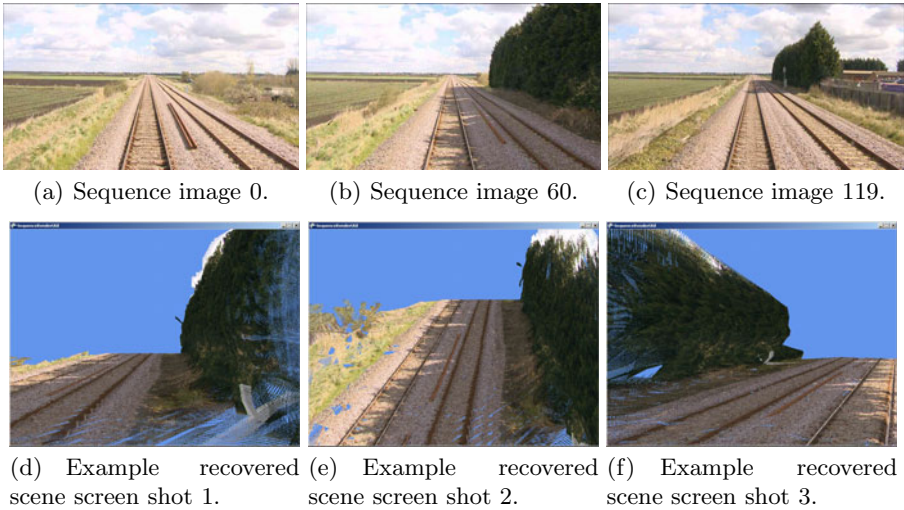 (a) Sequence image 0.
(b) Sequence image 60.
(c) Sequence image 119.
(d) Example recovered
scene screen shot 1.
(e) Example recovered
scene screen shot 2.
(f) Example recovered
scene screen shot 3.